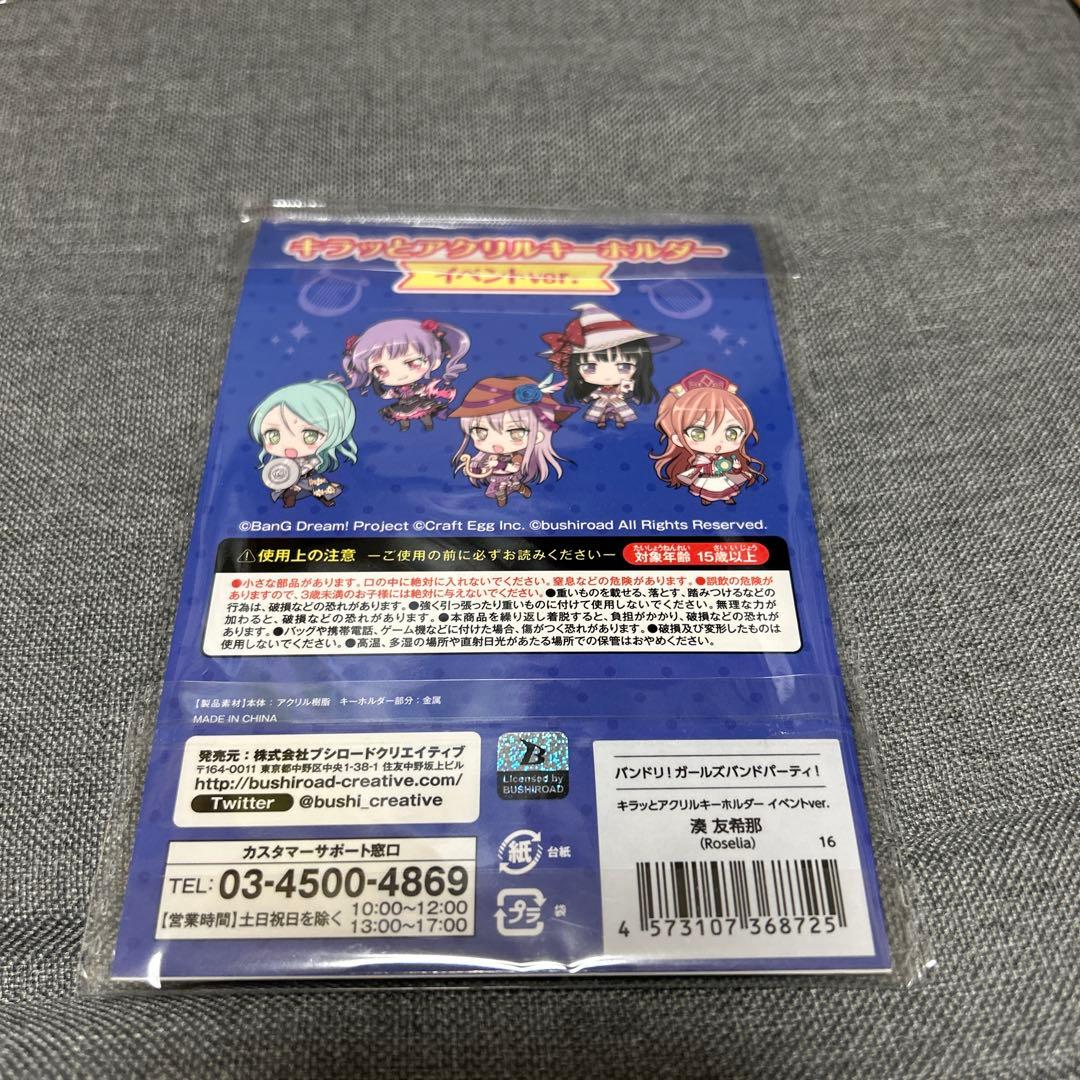 キラッとアクリルキーホルダー
イベントver.
©BanG Dream! Project ©Craft Egg Inc. ©bushiroad All Rights Reserved.
⚠使用上の注意 ーご使用の前に必ずお読みくださいー
たいしょうねんれい さいいじょう
対象年齢 15歳以上
●小さな部品があります。口の中に絶対に入れないでください。窒息などの危険があります。●誤飲の危険が
ありますので、3歳未満のお子様には絶対に与えないでください。●重いものを載せる、落とす、踏みつけるなどの
行為は、破損などの恐れがあります。●強く引っ張ったり重いものに付けて使用しないでください。無理な力が
加わると、破損などの恐れがあります。●本商品を繰り返し着脱すると、負担がかかり、破損などの恐れが
あります。●バッグや携帯電話、ゲーム機などに付けた場合、傷がつく恐れがあります。●破損及び変形したものは
使用しないでください。●高温、多湿の場所や直射日光があたる場所での保管はおやめください。
【製品素材】本体:アクリル樹脂 キーホルダー部分:金属
MADE IN CHINA
発売元:株式会社ブシロードクリエイティブ
〒164-0011 東京都中野区中央1-38-1 住友中野坂上ビル
http://bushiroad-creative.com/
Twitter @bushi_creative
B
Licensed by
BUSHIROAD
カスタマーサポート窓口
TEL: 03-4500-4869
【営業時間】土日祝日を除く 10:00〜12:00
13:00〜17:00
紙 台紙
プラ 袋
バンドリ!ガールズバンドパーティ!
キラッとアクリルキーホルダー イベントver.
湊 友希那
(Roselia) 16
4 573107 368725